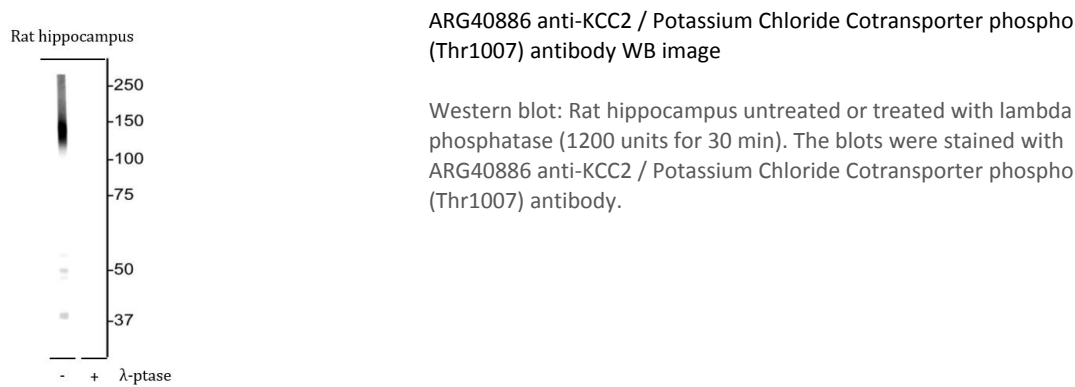 Rat hippocampus
-250
-150
-100
-75
-50
-37
- + λ-ptase
ARG40886 anti-KCC2 / Potassium Chloride Cotransporter phospho
(Thr1007) antibody WB image
Western blot: Rat hippocampus untreated or treated with lambda
phosphatase (1200 units for 30 min). The blots were stained with
ARG40886 anti-KCC2 / Potassium Chloride Cotransporter phospho
(Thr1007) antibody.